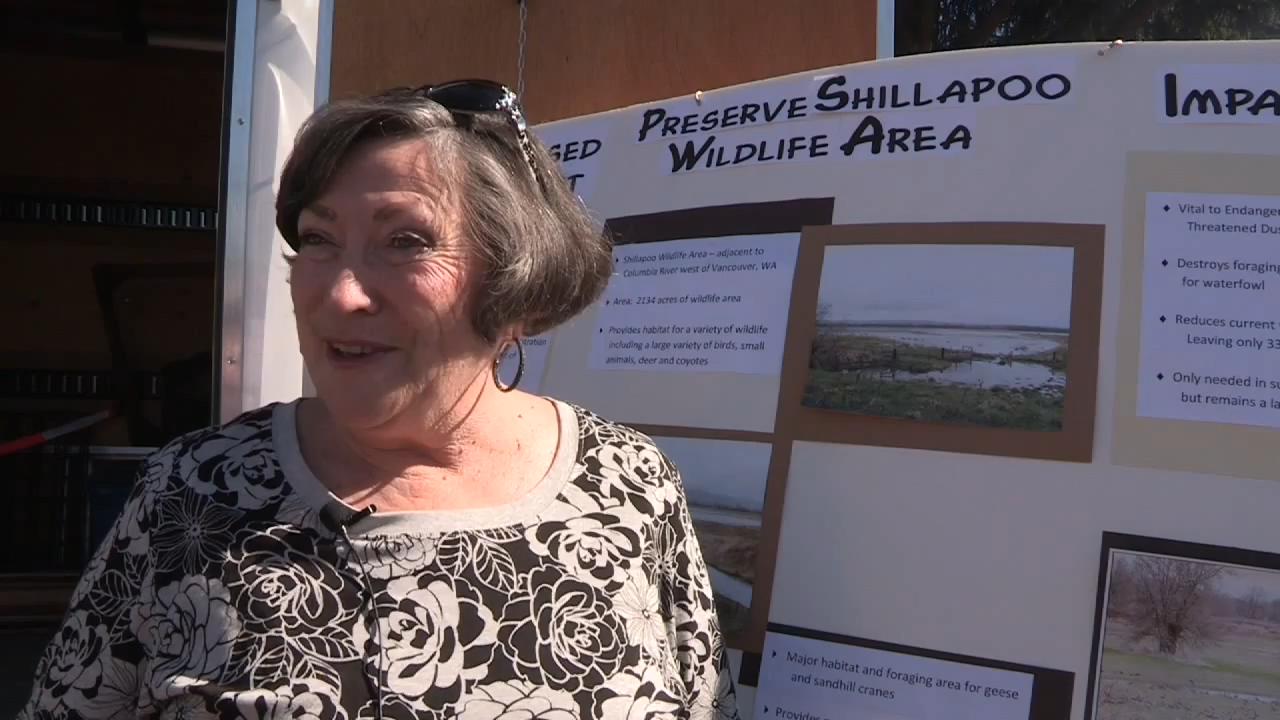 PRESERVE SHILLAPOO
WILDLIFE AREA
IMPA
Shillapoo Wildlife Area – adjacent to
Columbia River west of Vancouver, WA
Area: 2134 acres of wildlife area
Provides habitat for a variety of wildlife
including a large variety of birds, small
animals, deer and coyotes
Vital to Endange
Threatened Dus
Destroys foraging
for waterfowl
Reduces current
Leaving only 33
Only needed in su
but remains a la
Major habitat and foraging area for geese
and sandhill cranes
Provides